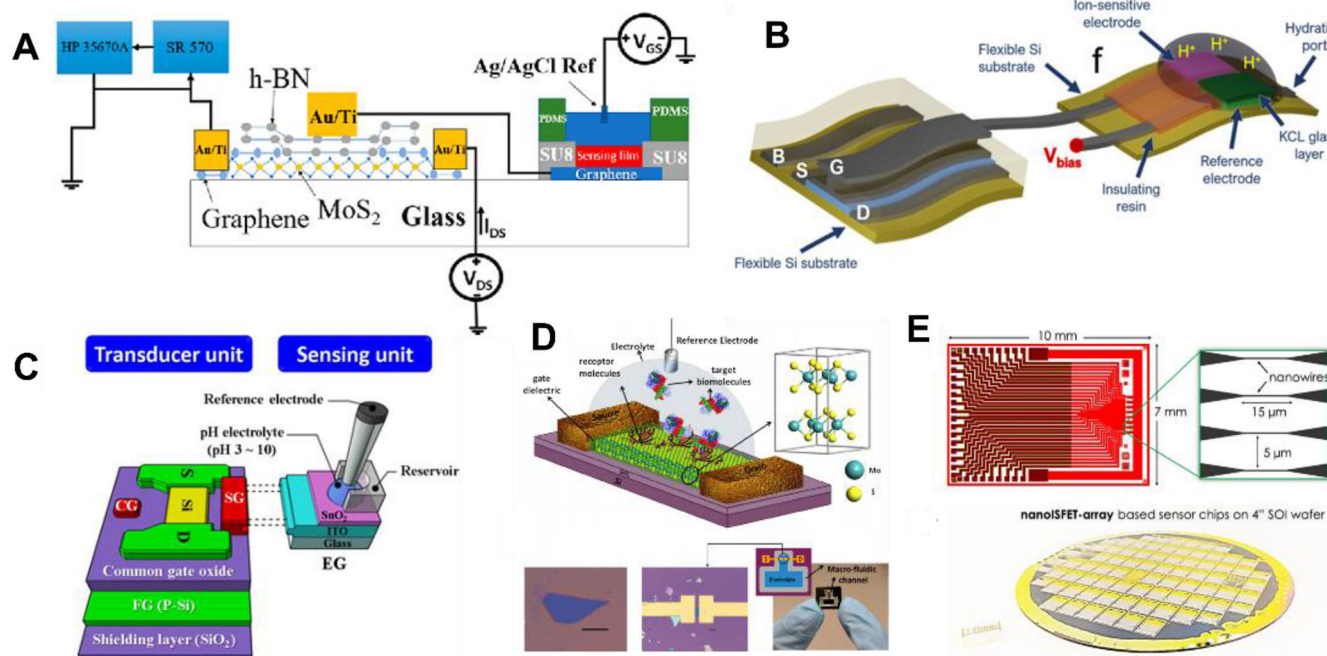 A
HP 35670A
SR 570
h-BN
Au/Ti
Au/Ti
Au/Ti
Graphene
MoS2
Glass
IDS
VDS
+
-
Ag/AgCl Ref
VGS
+
-
PDMS
PDMS
SU8
Sensing film
SU8
Graphene
B
Ion-sensitive
electrode
H+
H+
H+
Flexible Si
substrate
f
Hydrati
port
B
S
G
D
Vbias
KCL gla
layer
Reference
electrode
Insulating
resin
Flexible Si substrate
C
Transducer unit
Sensing unit
Reference electrode
pH electrolyte
(pH 3 ~ 10)
Reservoir
S
CG
Si
SG
D
SnO2
ITO
Glass
EG
Common gate oxide
FG (P-Si)
Shielding layer (SiO2)
D
Reference Electrode
Electrolyte
receptor
molecules
target
biomolecules
gate
dielectric
Source
Drain
Mo
S
Macro-fluidic
channel
E
10 mm
7 mm
nanowires
15 µm
5 µm
nanoISFET-array based sensor chips on 4" SOI wafer